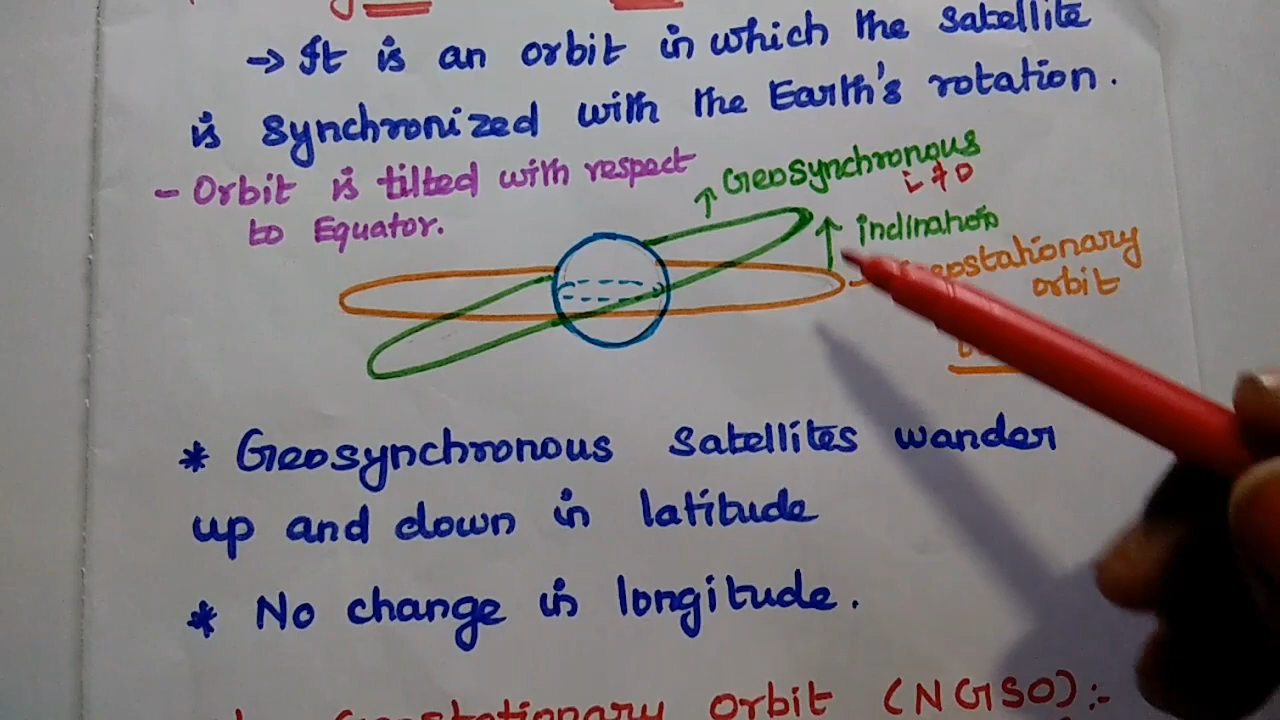 → It is an orbit in which the satellite
is synchronized with the Earth's rotation.
- Orbit is tilted with respect
to Equator.
↑ Geosynchronous
i ≠ 0
↑ inclination
Geostationary
orbit
* Geosynchronous satellites wander
up and down in latitude
* No change in longitude.
Geostationary orbit (NGSO):-